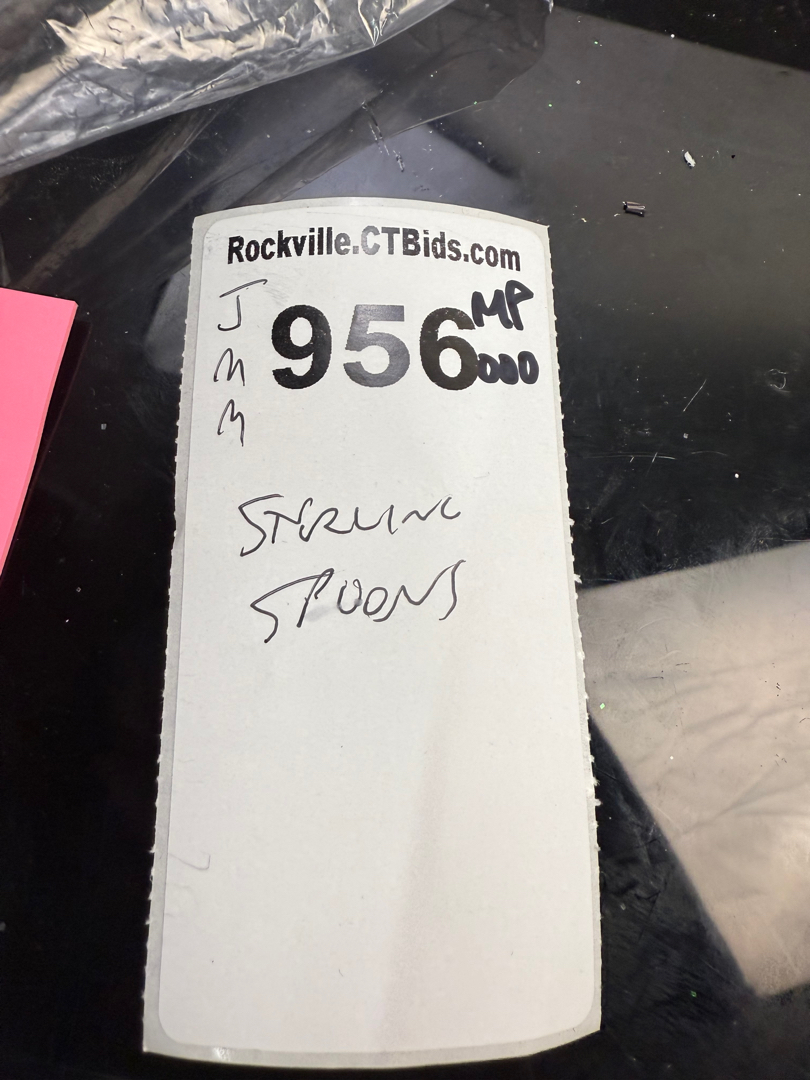 Rockville.CTBids.com
J
M
M
956
MP
000
STERLING
SPOONS